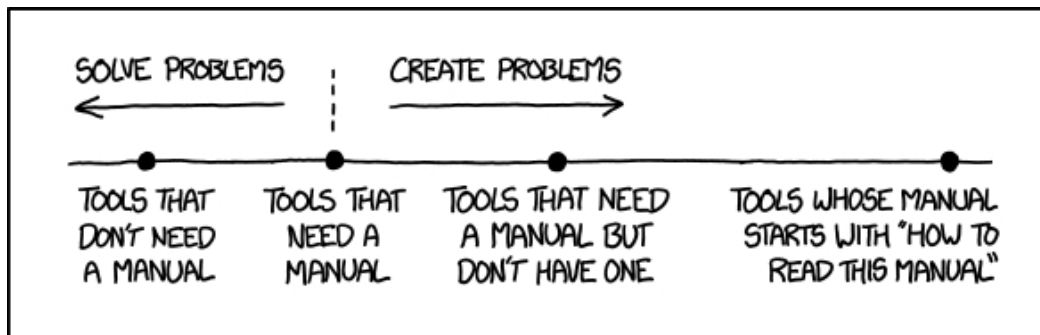 SOLVE PROBLEMS
CREATE PROBLEMS
TOOLS THAT
DON'T NEED
A MANUAL
TOOLS THAT
NEED A
MANUAL
TOOLS THAT NEED
A MANUAL BUT
DON'T HAVE ONE
TOOLS WHOSE MANUAL
STARTS WITH "HOW TO
READ THIS MANUAL"